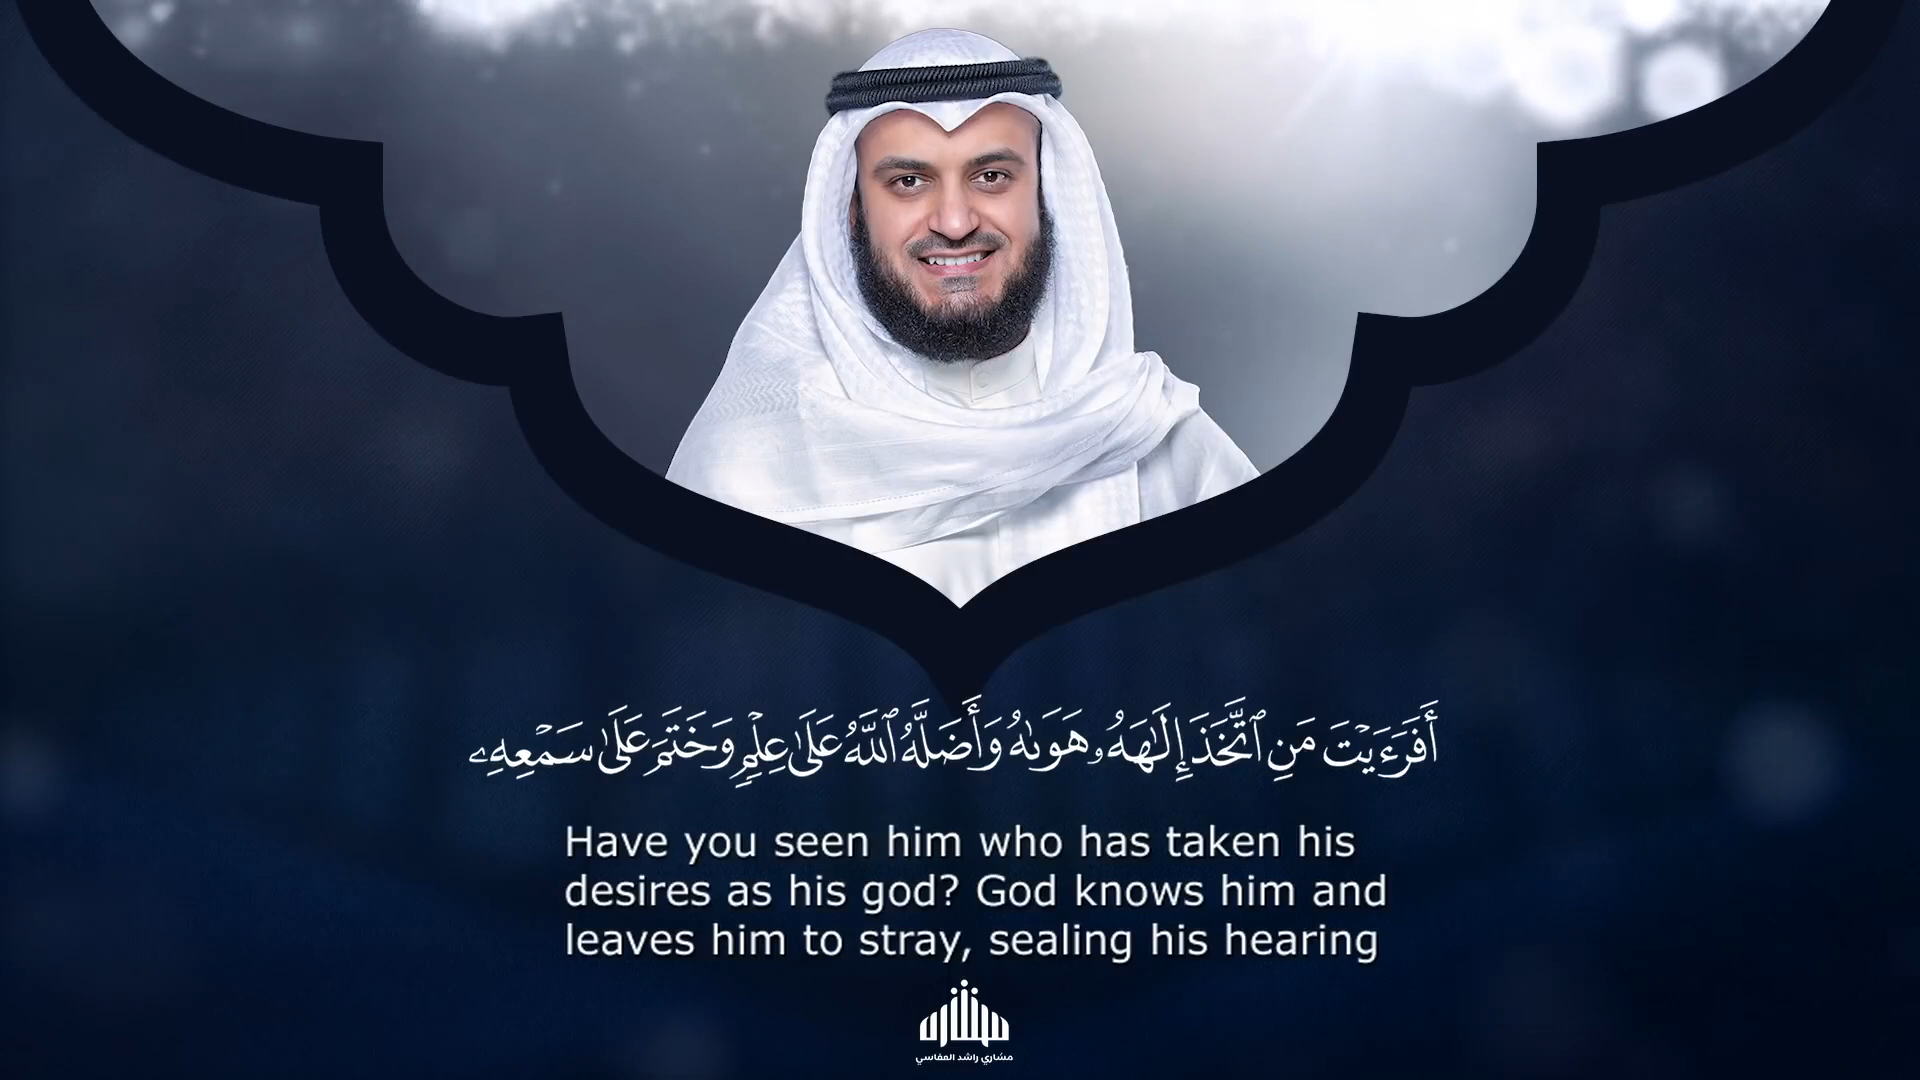 أَفَرَءَيْتَ مَنِ ٱتَّخَذَ إِلَٰهَهُۥ هَوَىٰهُ وَأَضَلَّهُ ٱللَّهُ عَلَىٰ عِلْمٍ وَخَتَمَ عَلَىٰ سَمْعِهِۦ
Have you seen him who has taken his
desires as his god? God knows him and
leaves him to stray, sealing his hearing
مشاري راشد العفاسي